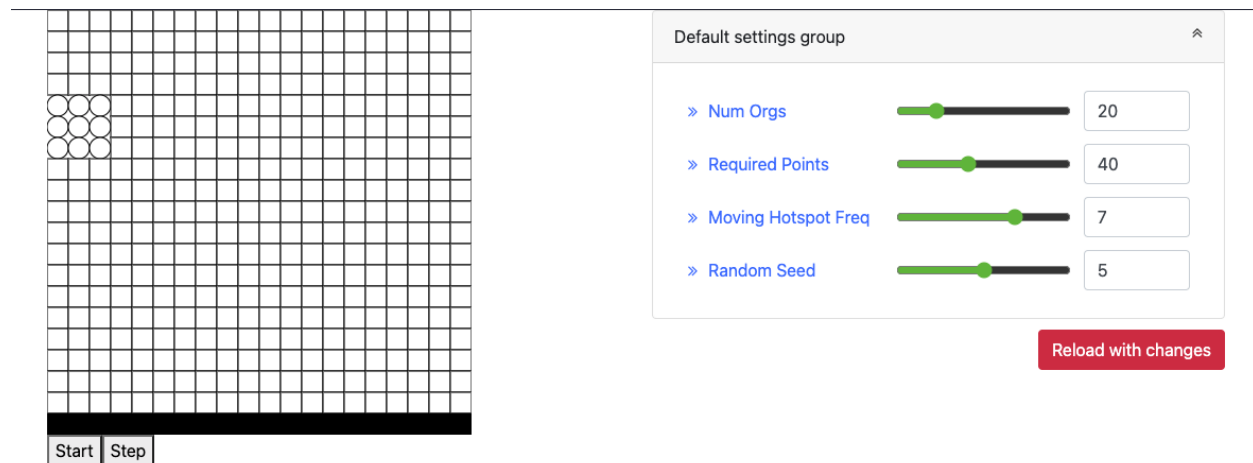 Default settings group
Num Orgs 20
Required Points 40
Moving Hotspot Freq 7
Random Seed 5
Reload with changes
Start Step